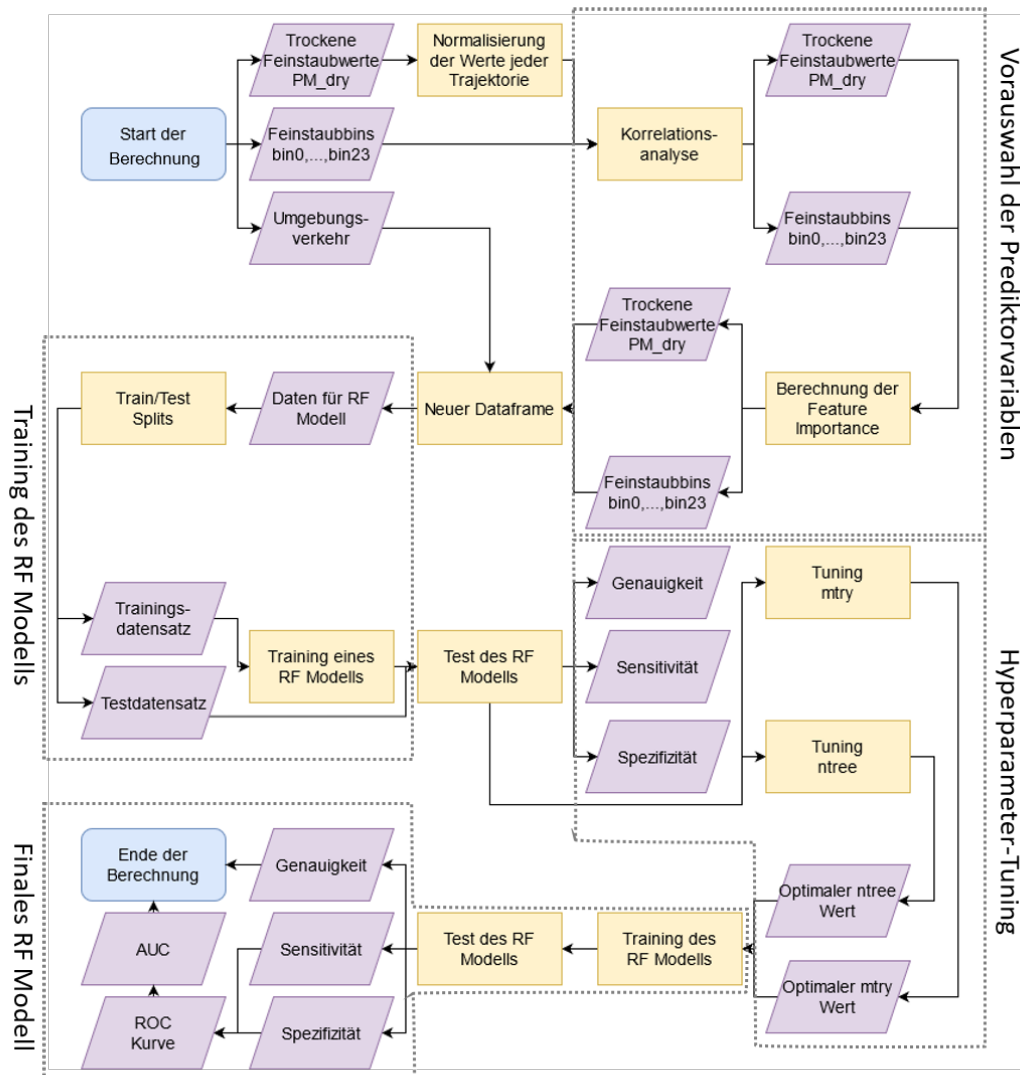 Trockene
Feinstaubwerte
PM_dry
Normalisierung
der Werte jeder
Trajektorie
Trockene
Feinstaubwerte
PM_dry
Start der
Berechnung
Feinstaubbins
bin0,...,bin23
Korrelations-
analyse
Umgebungs-
verkehr
Feinstaubbins
bin0,...,bin23
Vorauswahl der Prediktorvariablen
Trockene
Feinstaubwerte
PM_dry
Train/Test
Splits
Daten für RF
Modell
Neuer Dataframe
Berechnung der
Feature
Importance
Feinstaubbins
bin0,...,bin23
Training des RF Modells
Trainings-
datensatz
Testdatensatz
Training eines
RF Modells
Test des RF
Modells
Genauigkeit
Sensitivität
Spezifizität
Tuning
mtry
Tuning
ntree
Hyperparameter-Tuning
Optimaler ntree
Wert
Optimaler mtry
Wert
Training des
RF Modells
Test des RF
Modells
Genauigkeit
Sensitivität
Spezifizität
Ende der
Berechnung
AUC
ROC
Kurve
Finales RF Modell